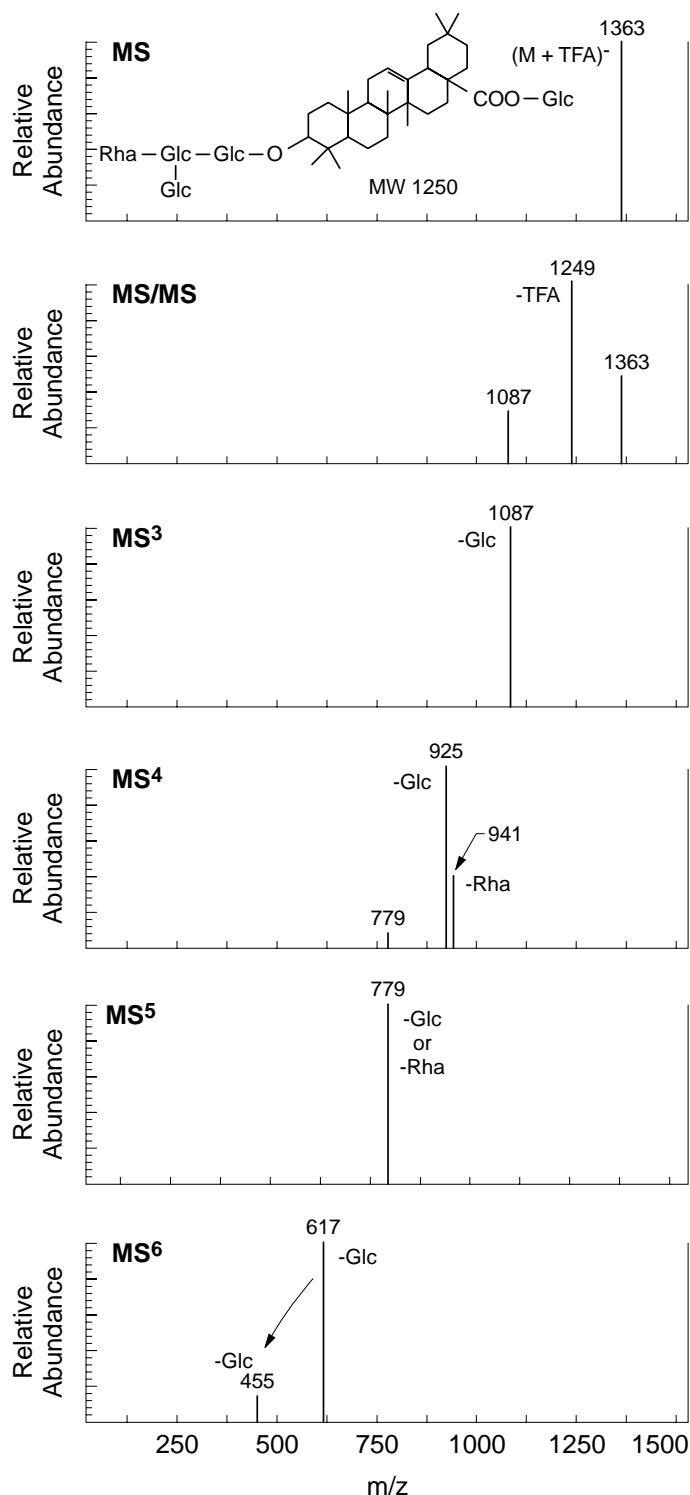 MS
1363
(M + TFA)-
COO—Glc
Rha—Glc—Glc—O
Glc
MW 1250
Relative
Abundance
MS/MS
1249
-TFA
1363
1087
Relative
Abundance
MS3
1087
-Glc
Relative
Abundance
MS4
925
-Glc
941
-Rha
779
Relative
Abundance
MS5
779
-Glc
or
-Rha
Relative
Abundance
MS6
617
-Glc
-Glc
455
Relative
Abundance
250 500 750 1000 1250 1500
m/z